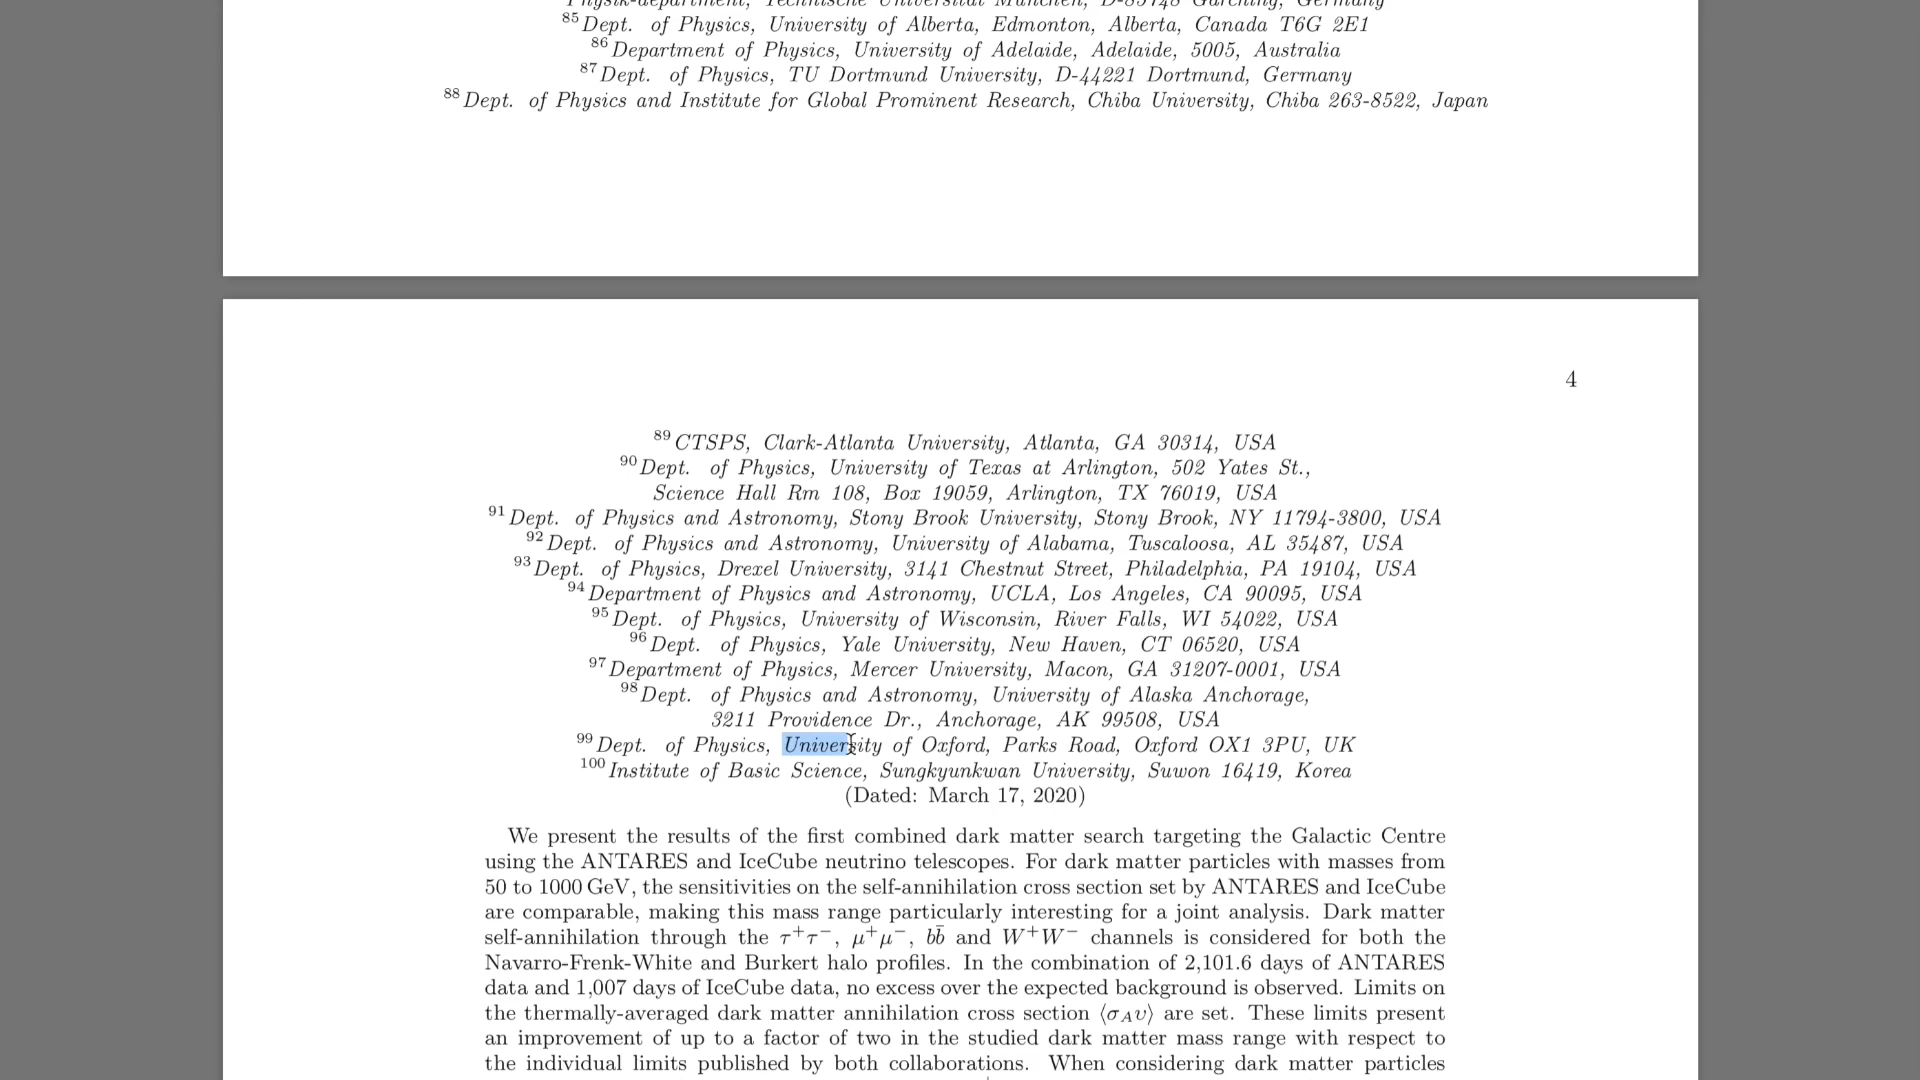 Physik-department, Technische Universität München, D-85748 Garching, Germany
85 Dept. of Physics, University of Alberta, Edmonton, Alberta, Canada T6G 2E1
86 Department of Physics, University of Adelaide, Adelaide, 5005, Australia
87 Dept. of Physics, TU Dortmund University, D-44221 Dortmund, Germany
88 Dept. of Physics and Institute for Global Prominent Research, Chiba University, Chiba 263-8522, Japan
4
89 CTSPS, Clark-Atlanta University, Atlanta, GA 30314, USA
90 Dept. of Physics, University of Texas at Arlington, 502 Yates St.,
Science Hall Rm 108, Box 19059, Arlington, TX 76019, USA
91 Dept. of Physics and Astronomy, Stony Brook University, Stony Brook, NY 11794-3800, USA
92 Dept. of Physics and Astronomy, University of Alabama, Tuscaloosa, AL 35487, USA
93 Dept. of Physics, Drexel University, 3141 Chestnut Street, Philadelphia, PA 19104, USA
94 Department of Physics and Astronomy, UCLA, Los Angeles, CA 90095, USA
95 Dept. of Physics, University of Wisconsin, River Falls, WI 54022, USA
96 Dept. of Physics, Yale University, New Haven, CT 06520, USA
97 Department of Physics, Mercer University, Macon, GA 31207-0001, USA
98 Dept. of Physics and Astronomy, University of Alaska Anchorage,
3211 Providence Dr., Anchorage, AK 99508, USA
99 Dept. of Physics, University of Oxford, Parks Road, Oxford OX1 3PU, UK
100 Institute of Basic Science, Sungkyunkwan University, Suwon 16419, Korea
(Dated: March 17, 2020)
We present the results of the first combined dark matter search targeting the Galactic Centre
using the ANTARES and IceCube neutrino telescopes. For dark matter particles with masses from
50 to 1000 GeV, the sensitivities on the self-annihilation cross section set by ANTARES and IceCube
are comparable, making this mass range particularly interesting for a joint analysis. Dark matter
self-annihilation through the τ⁺τ⁻, μ⁺μ⁻, bb̄ and W⁺W⁻ channels is considered for both the
Navarro-Frenk-White and Burkert halo profiles. In the combination of 2,101.6 days of ANTARES
data and 1,007 days of IceCube data, no excess over the expected background is observed. Limits on
the thermally-averaged dark matter annihilation cross section ⟨σ_A υ⟩ are set. These limits present
an improvement of up to a factor of two in the studied dark matter mass range with respect to
the individual limits published by both collaborations. When considering dark matter particles